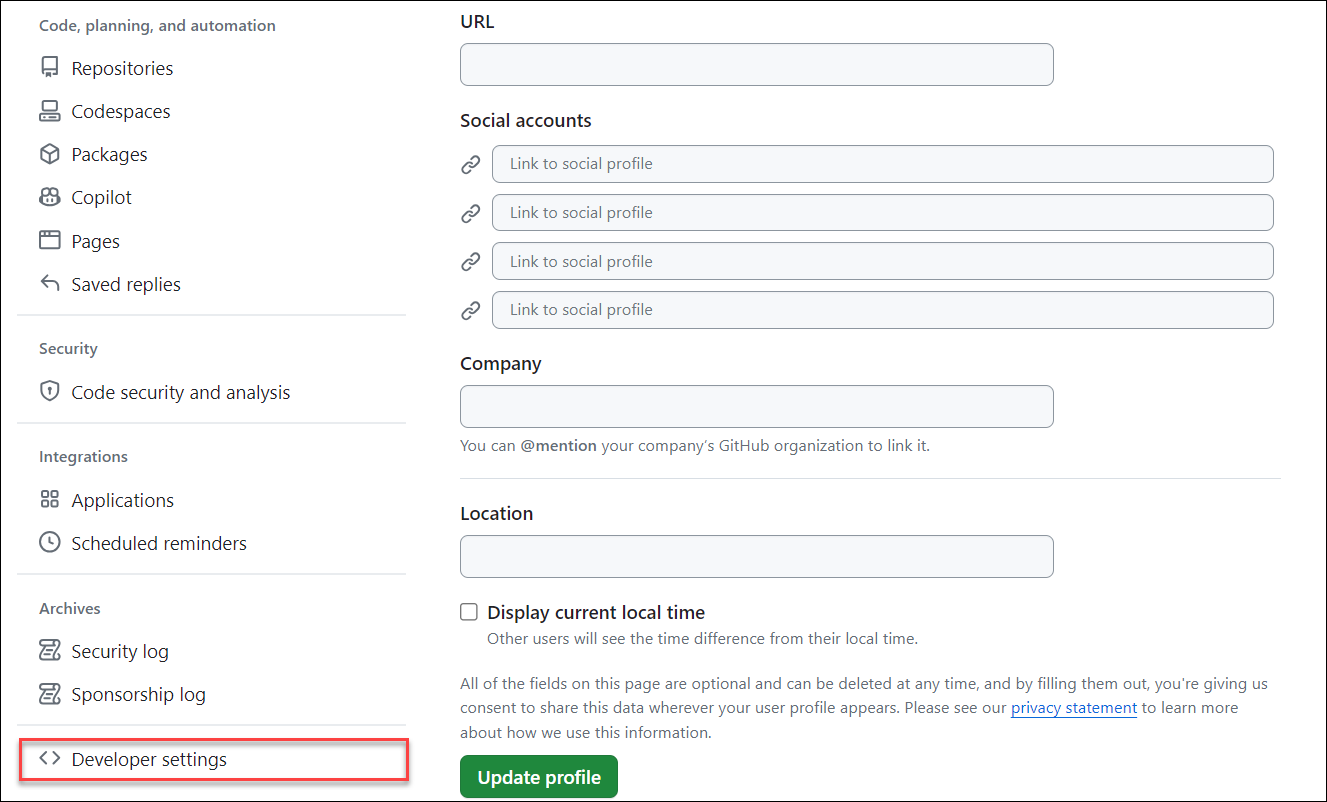 Code, planning, and automation
Repositories
Codespaces
Packages
Copilot
Pages
Saved replies
Security
Code security and analysis
Integrations
Applications
Scheduled reminders
Archives
Security log
Sponsorship log
Developer settings
URL
Social accounts
Link to social profile
Link to social profile
Link to social profile
Link to social profile
Company
You can @mention your company’s GitHub organization to link it.
Location
Display current local time
Other users will see the time difference from their local time.
All of the fields on this page are optional and can be deleted at any time, and by filling them out, you're giving us
consent to share this data wherever your user profile appears. Please see our privacy statement to learn more
about how we use this information.
Update profile